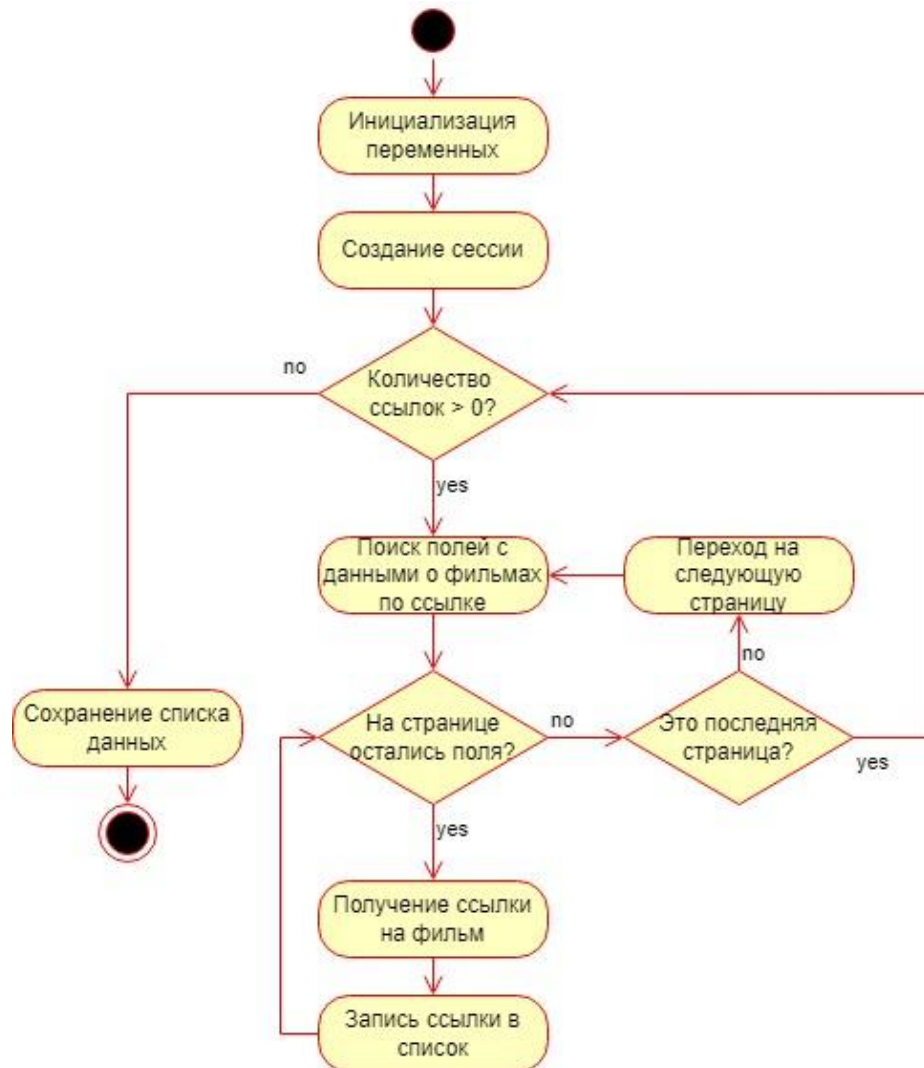 Инициализация
переменных
Создание сессии
no
Количество
ссылок > 0?
yes
Поиск полей с
данными о фильмах
по ссылке
Переход на
следующую
страницу
no
Сохранение списка
данных
На странице
остались поля?
no
Это последняя
страница?
yes
yes
Получение ссылки
на фильм
Запись ссылки в
список